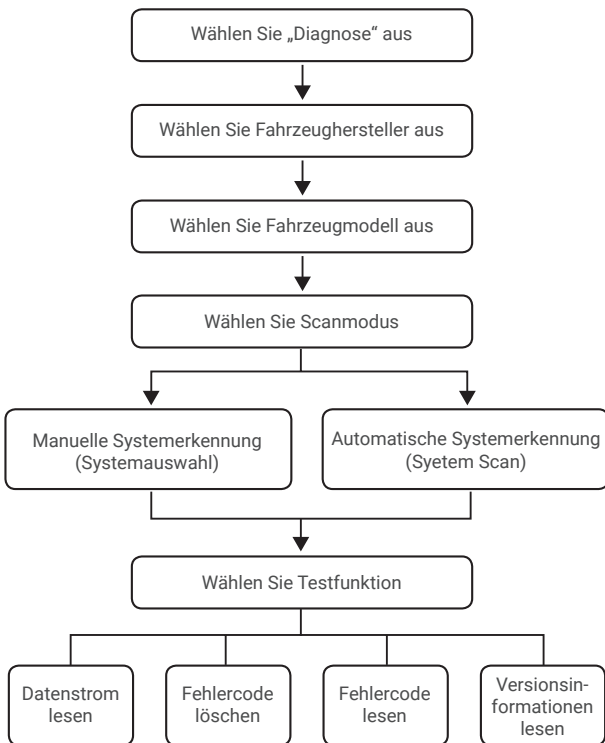 Wählen Sie „Diagnose“ aus
Wählen Sie Fahrzeughersteller aus
Wählen Sie Fahrzeugmodell aus
Wählen Sie Scanmodus
Manuelle Systemerkennung
(Systemauswahl)
Automatische Systemerkennung
(Syetem Scan)
Wählen Sie Testfunktion
Datenstrom
lesen
Fehlercode
löschen
Fehlercode
lesen
Versionsin-
formationen
lesen